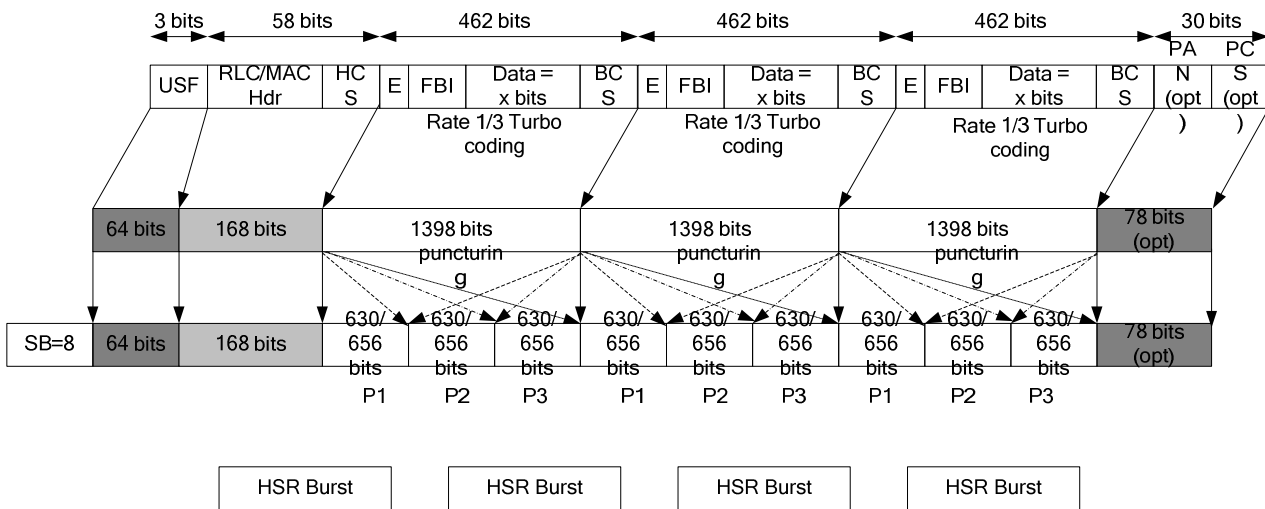 3 bits
58 bits
462 bits
462 bits
462 bits
30 bits
USF
RLC/MAC
Hdr
HC
S
E
FBI
Data =
x bits
BC
S
E
FBI
Data =
x bits
BC
S
E
FBI
Data =
x bits
BC
S
PA
N
(opt
)
PC
S
(opt
)
Rate 1/3 Turbo
coding
Rate 1/3 Turbo
coding
Rate 1/3 Turbo
coding
64 bits
168 bits
1398 bits
puncturin
g
1398 bits
puncturin
g
1398 bits
puncturin
g
78 bits
(opt)
SB=8
64 bits
168 bits
630/
656
bits
P1
630/
656
bits
P2
630/
656
bits
P3
630/
656
bits
P1
630/
656
bits
P2
630/
656
bits
P3
630/
656
bits
P1
630/
656
bits
P2
630/
656
bits
P3
78 bits
(opt)
HSR Burst
HSR Burst
HSR Burst
HSR Burst